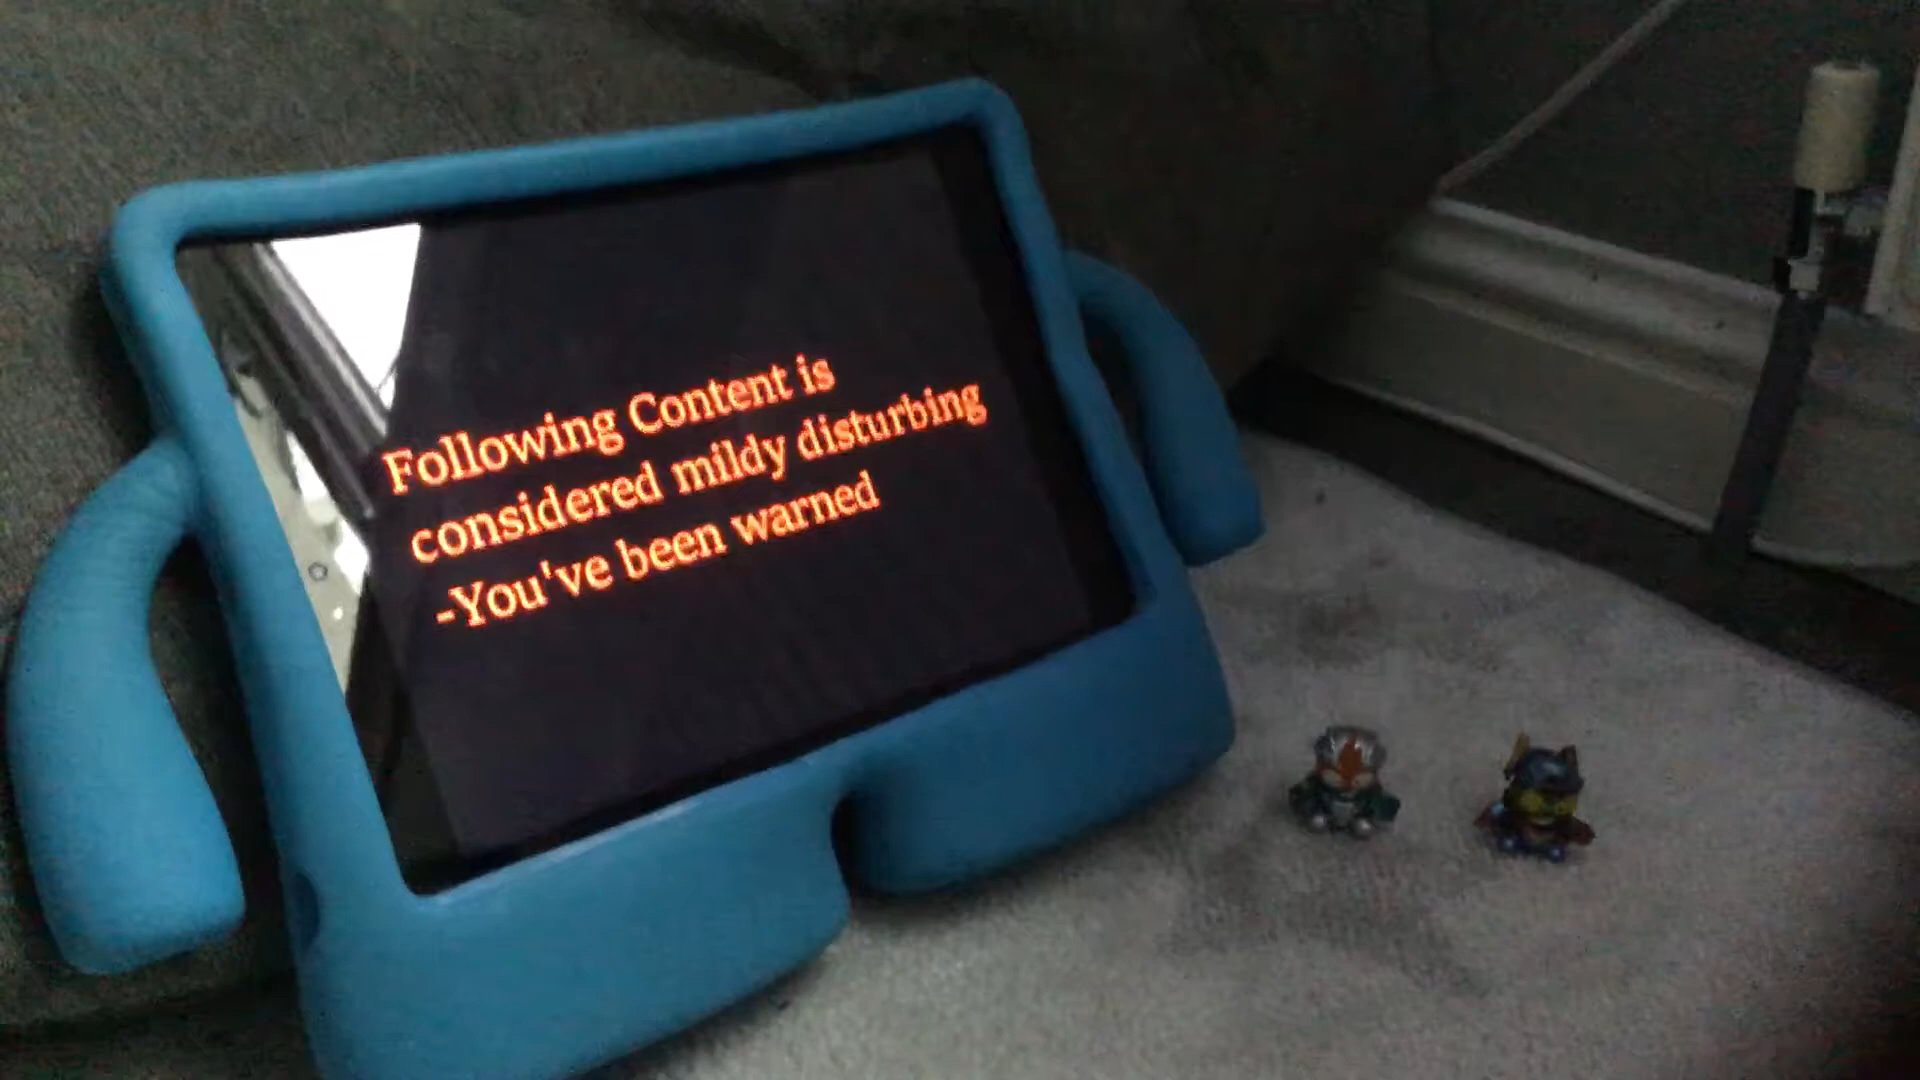 Following Content is
considered mildy disturbing
-You've been warned